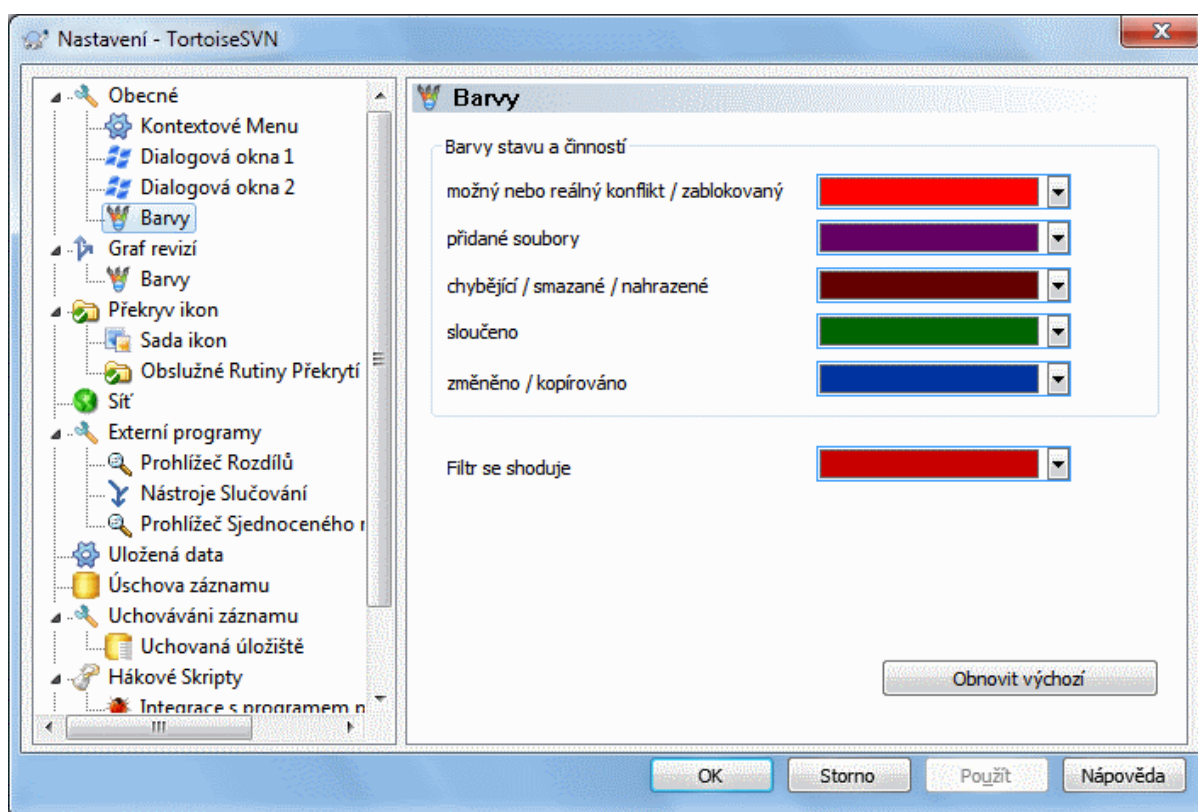 Nastavení - TortoiseSVN
Obecné
Kontextové Menu
Dialogová okna 1
Dialogová okna 2
Barvy
Graf revizí
Barvy
Překryv ikon
Sada ikon
Obslužné Rutiny Překrytí
Síť
Externí programy
Prohlížeč Rozdílů
Nástroje Slučování
Prohlížeč Sjednoceného
Uložená data
Úschova záznamu
Uchováváni záznamu
Uchovaná úložiště
Hákové Skripty
Integrace s programem
Barvy
Barvy stavu a činností
možný nebo reálný konflikt / zablokovaný
přidané soubory
chybějící / smazané / nahrazené
sloučeno
změněno / kopírováno
Filtr se shoduje
Obnovit výchozí
OK
Storno
Použít
Nápověda